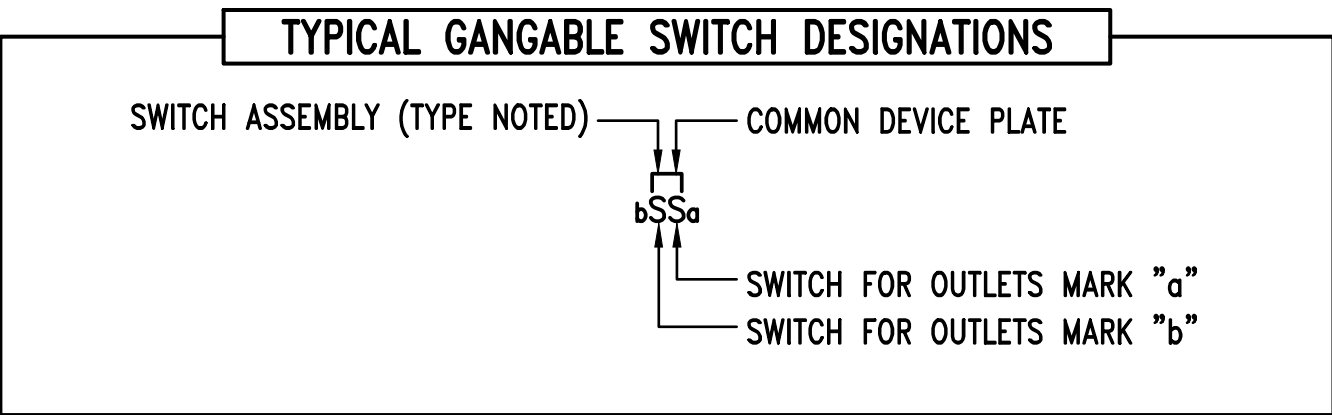 TYPICAL GANGABLE SWITCH DESIGNATIONS
SWITCH ASSEMBLY (TYPE NOTED)
COMMON DEVICE PLATE
bSSa
SWITCH FOR OUTLETS MARK "a"
SWITCH FOR OUTLETS MARK "b"